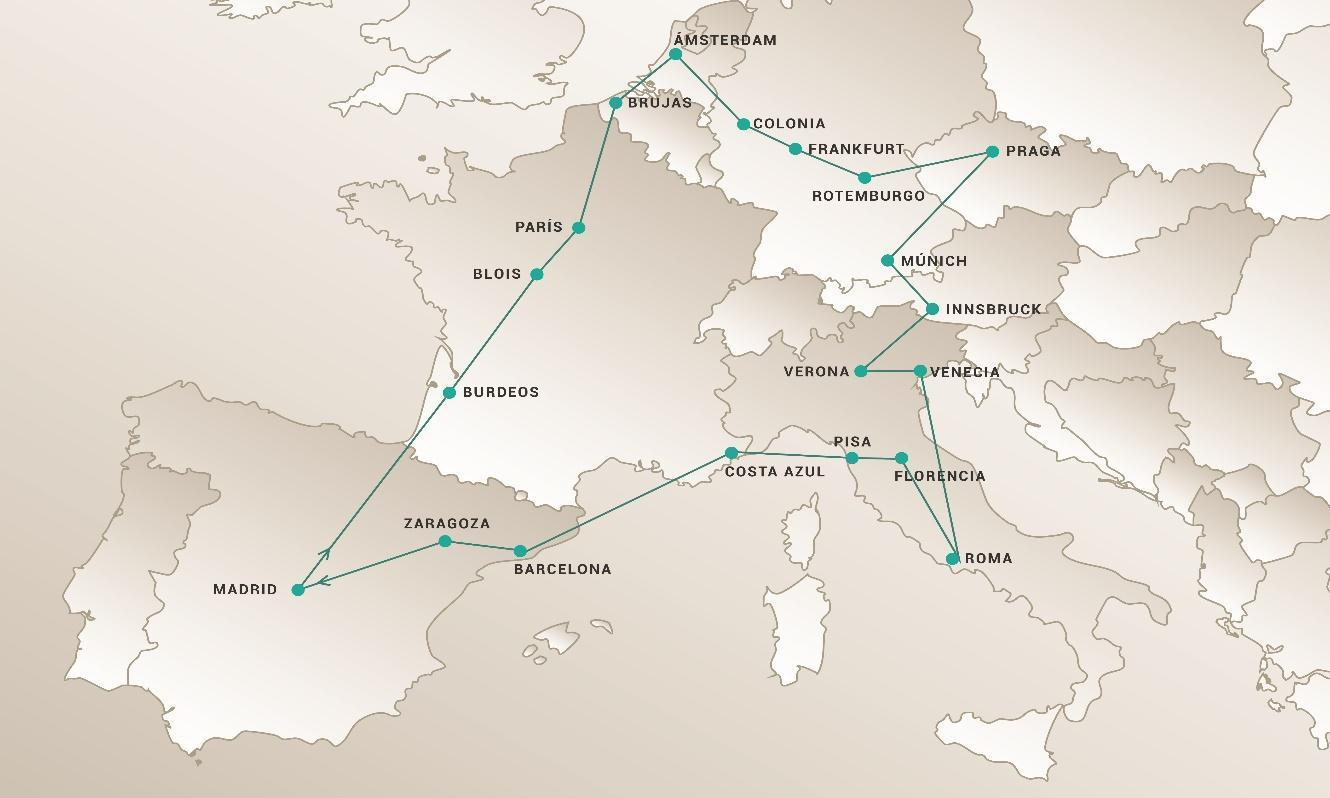 ÁMSTERDAM
BRUJAS
COLONIA
FRANKFURT
PRAGA
ROTEMBURGO
PARÍS
MÚNICH
BLOIS
INNSBRUCK
VERONA
VENECIA
BURDEOS
PISA
COSTA AZUL
FLORENCIA
ZARAGOZA
ROMA
BARCELONA
MADRID